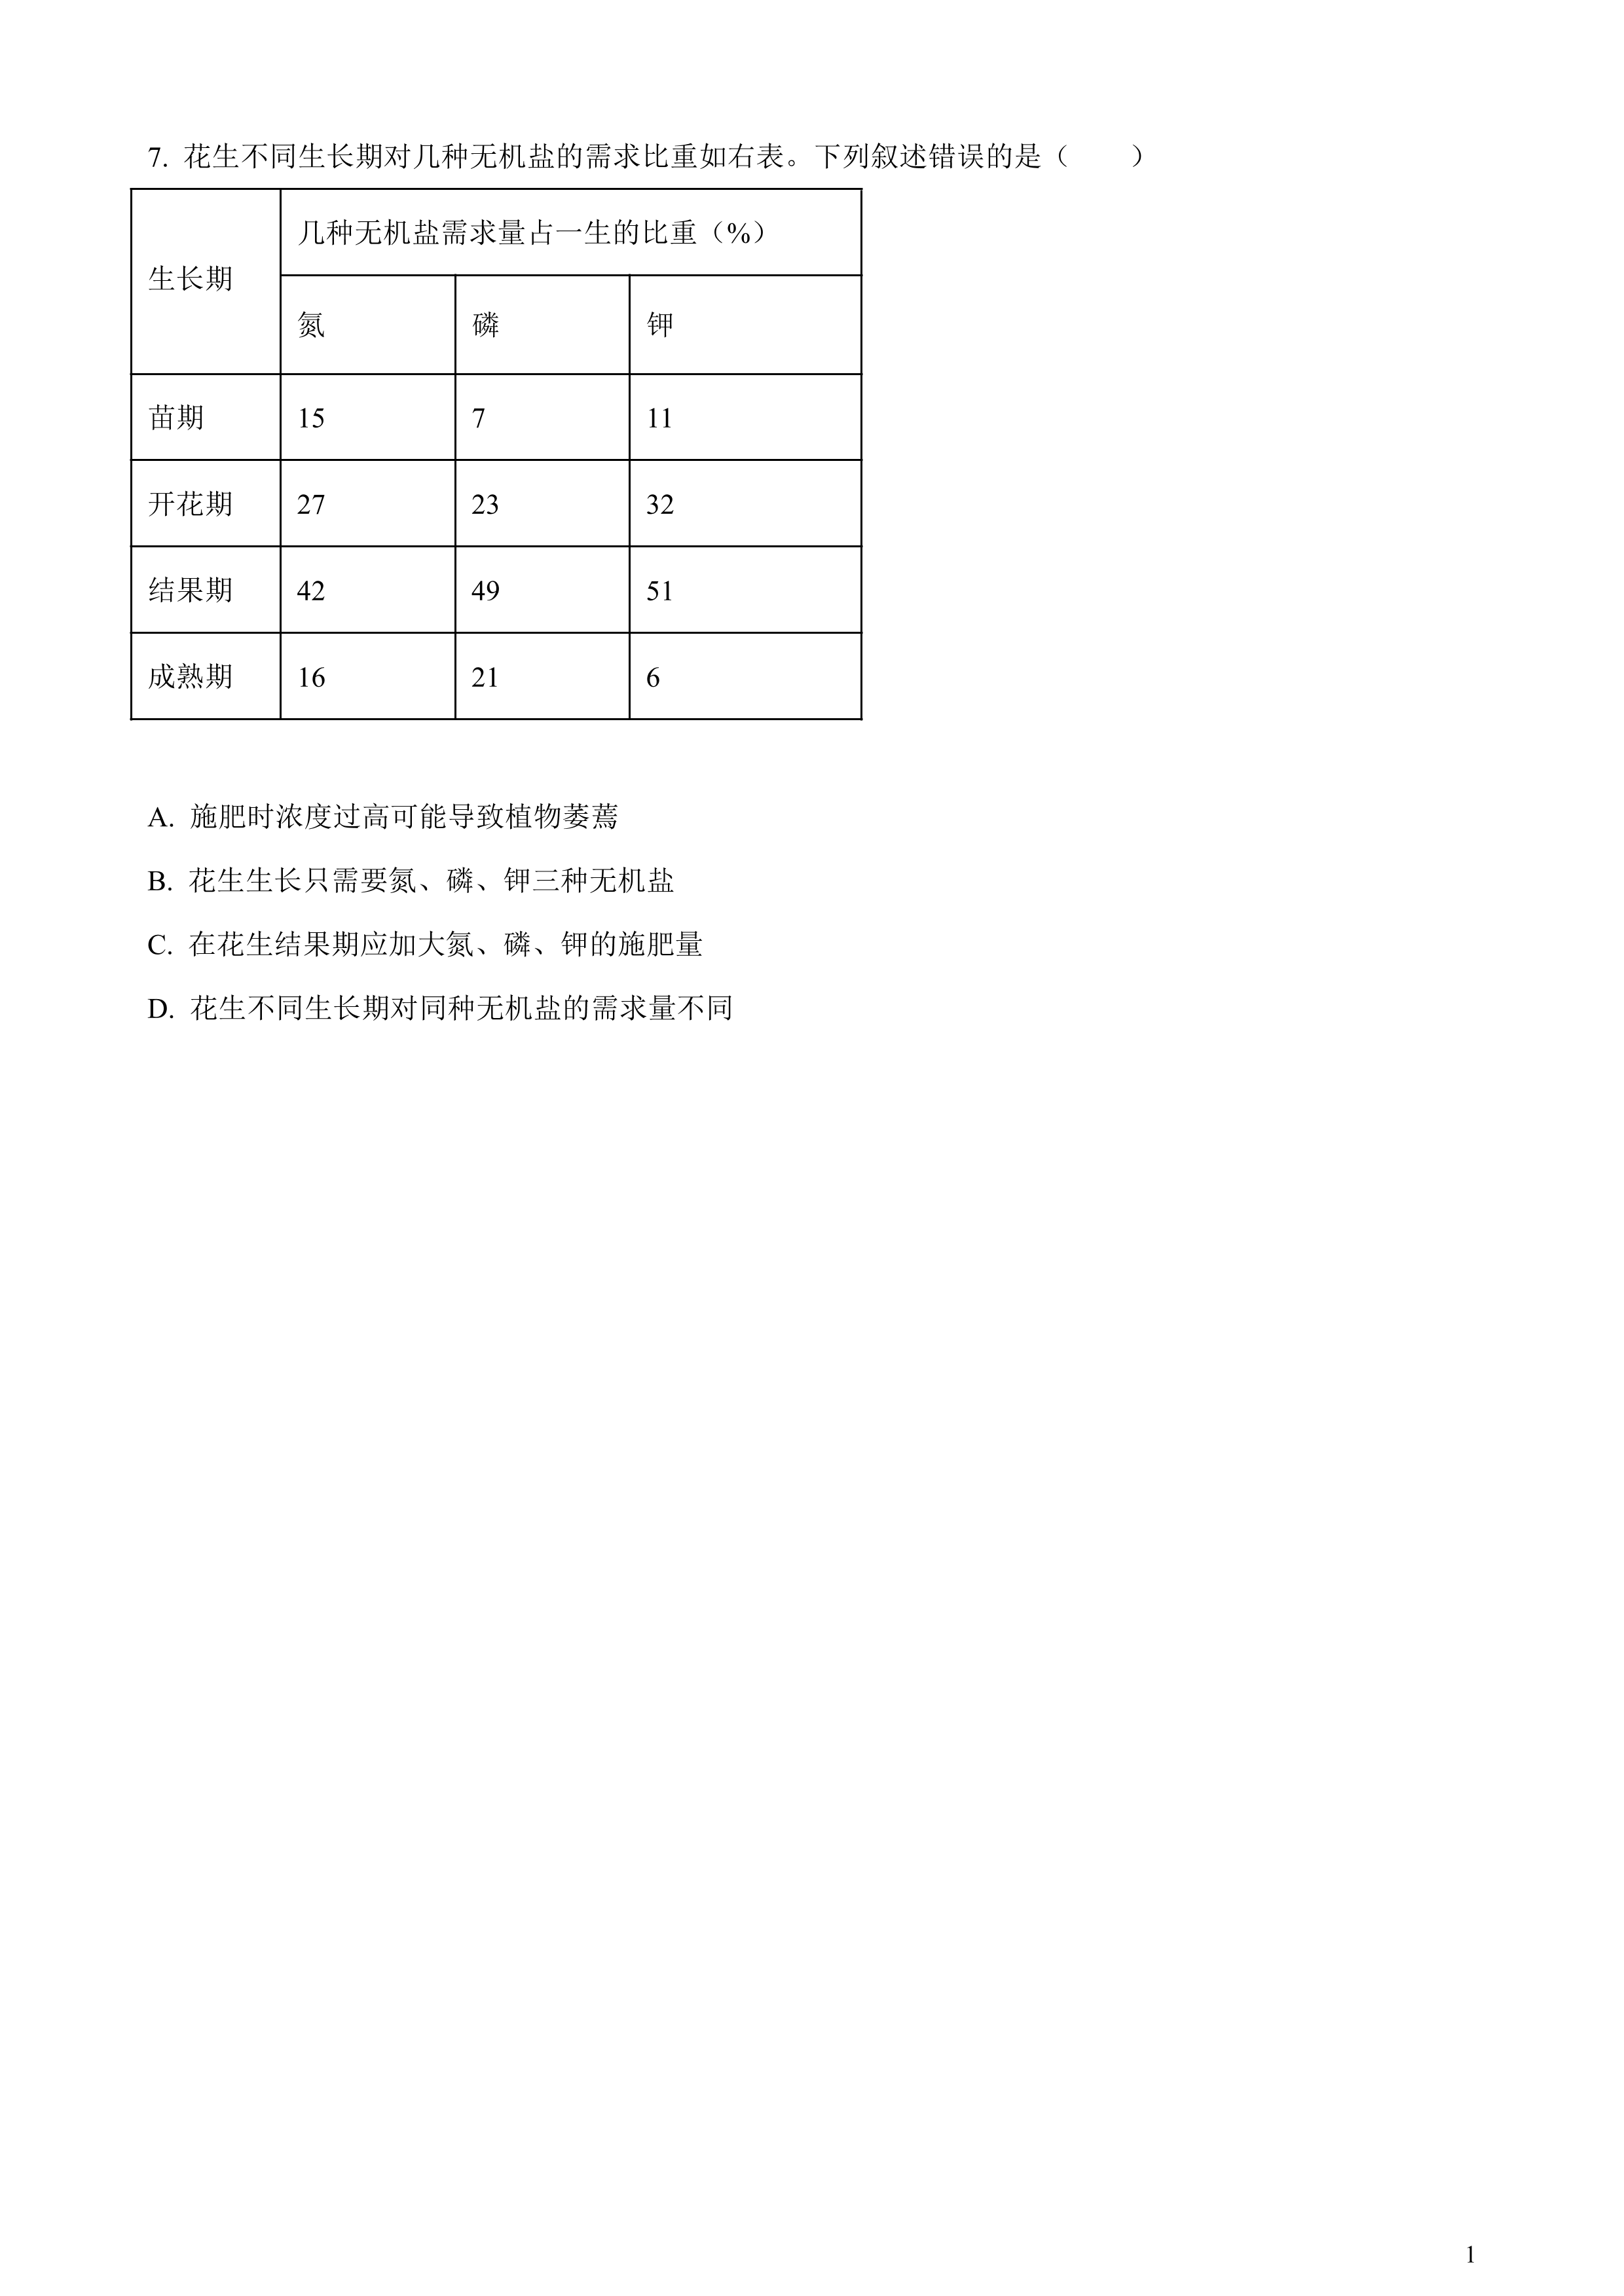 7. 花生不同生长期对几种无机盐的需求比重如右表。下列叙述错误的是（　　）
生长期
几种无机盐需求量占一生的比重（%）
氮 磷 钾
苗期 15 7 11
开花期 27 23 32
结果期 42 49 51
成熟期 16 21 6
A. 施肥时浓度过高可能导致植物萎蔫
B. 花生生长只需要氮、磷、钾三种无机盐
C. 在花生结果期应加大氮、磷、钾的施肥量
D. 花生不同生长期对同种无机盐的需求量不同
1